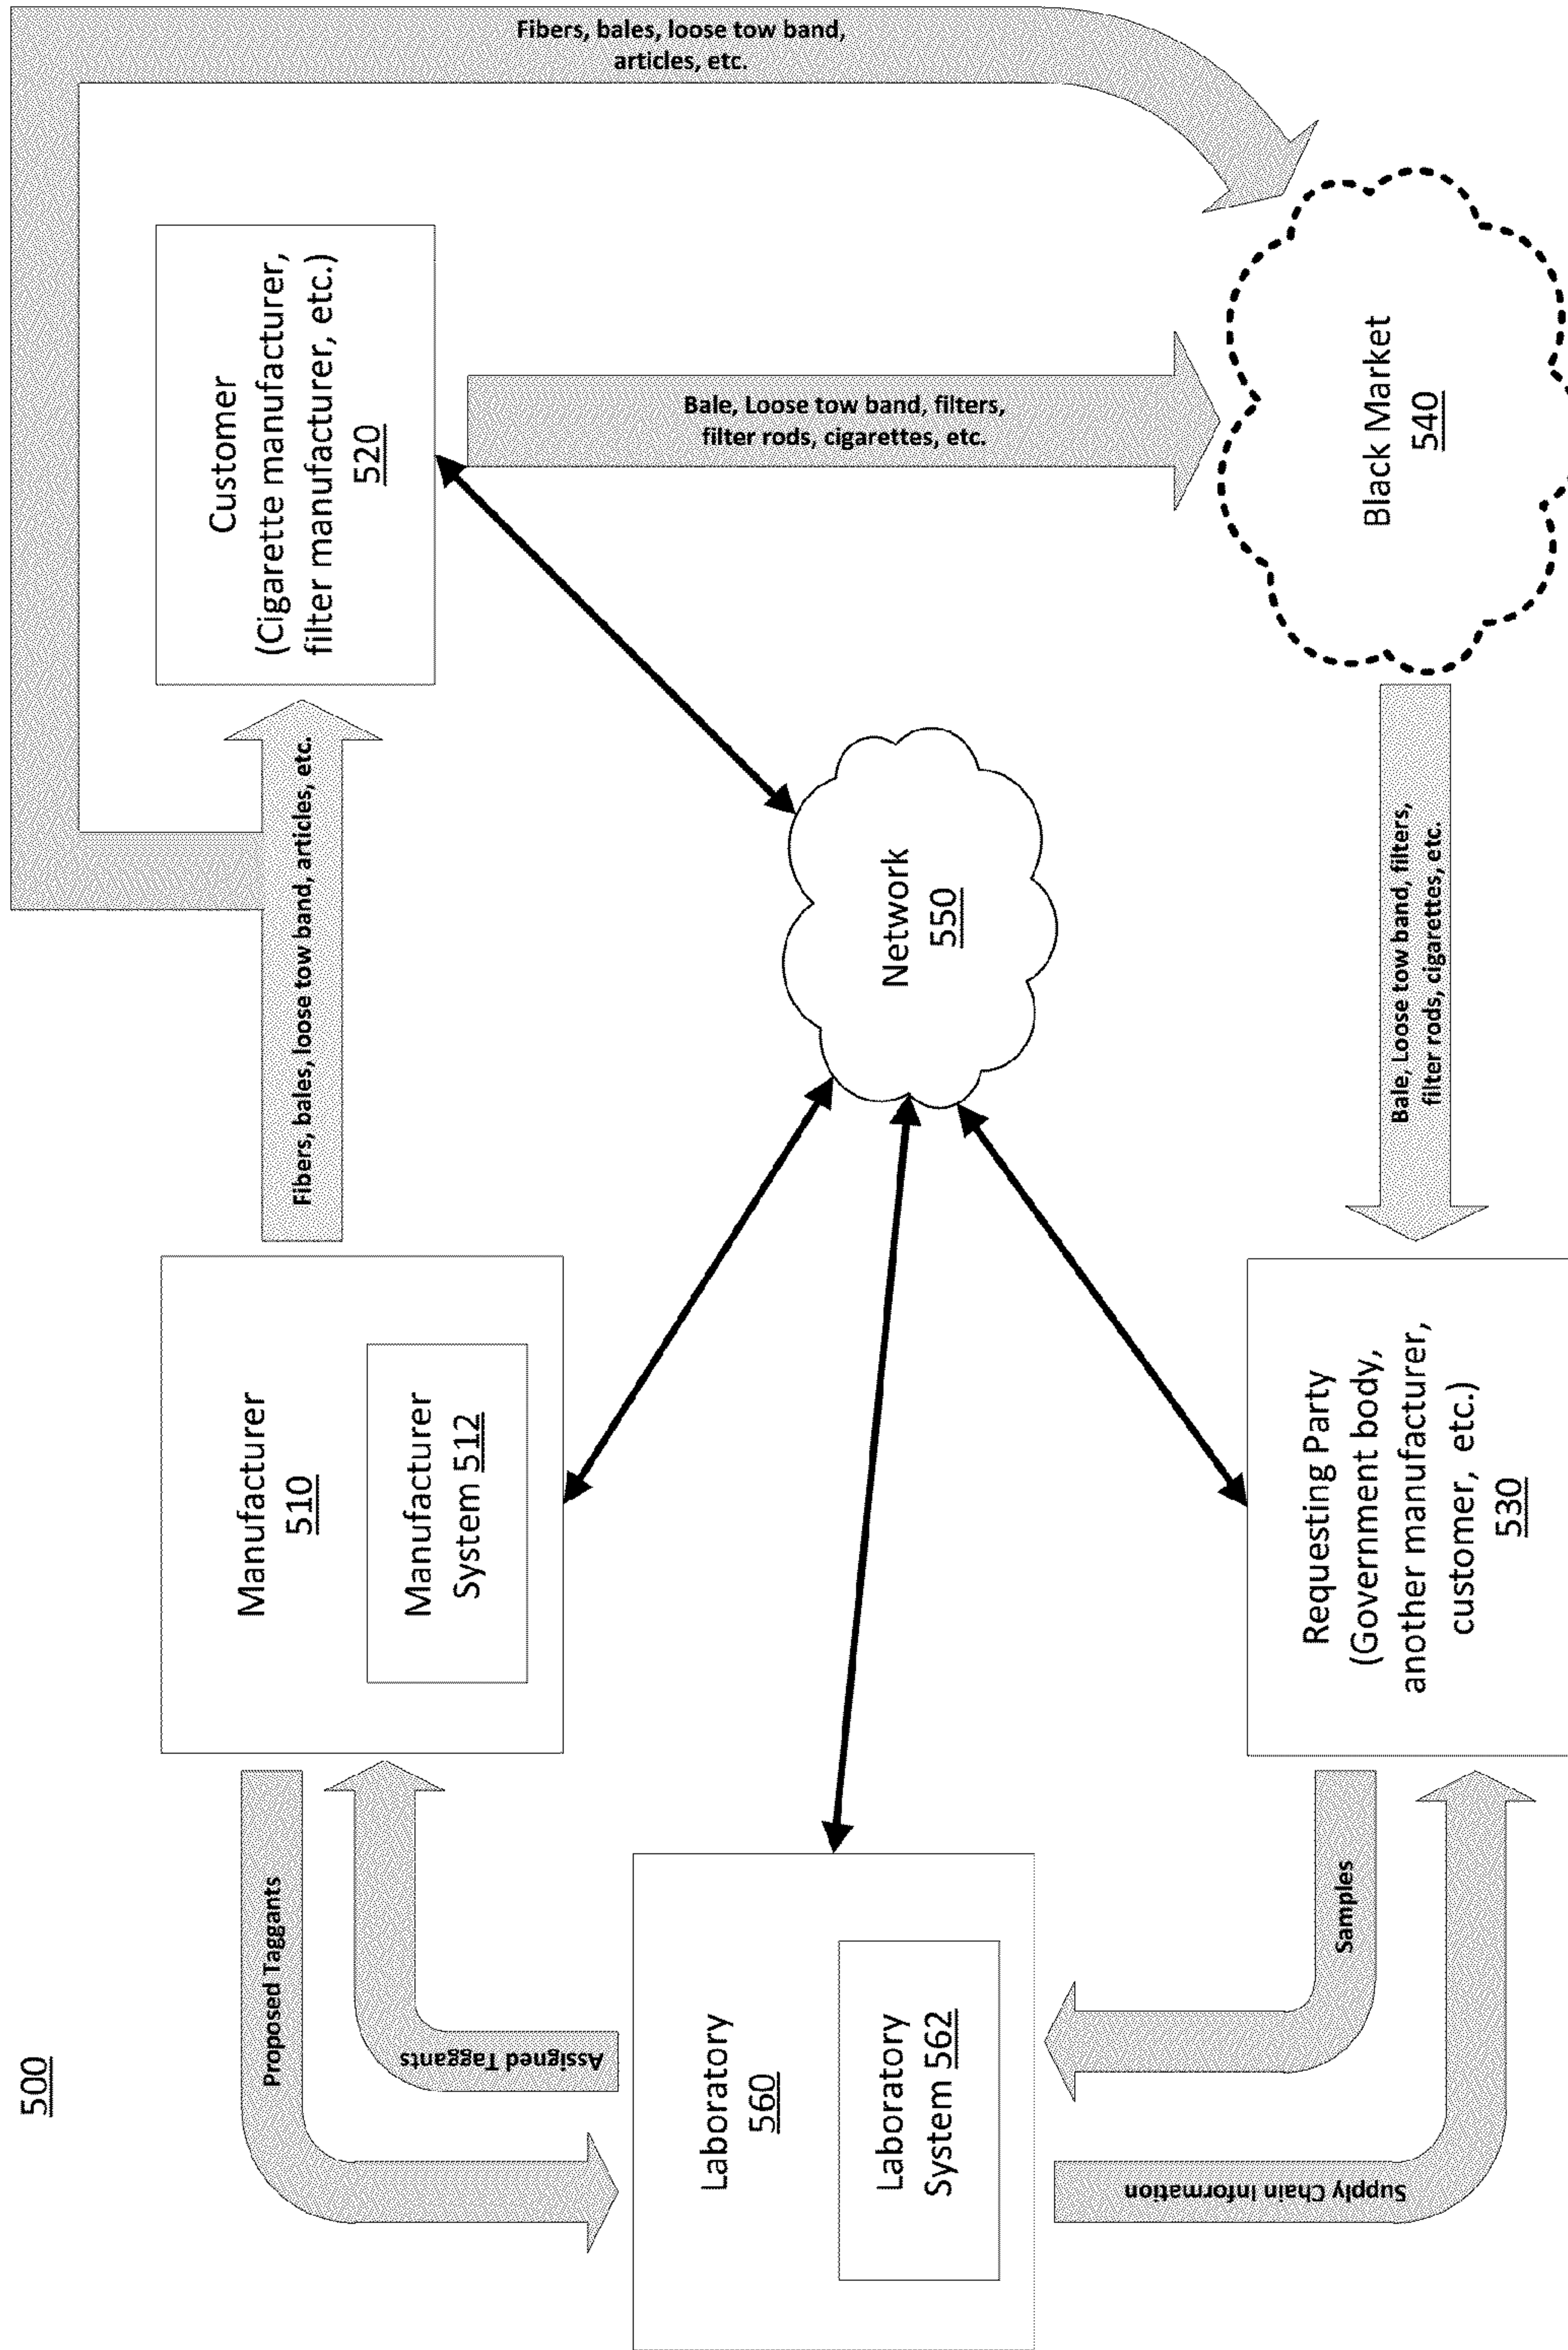 500
Proposed Taggants
Assigned Taggants
Manufacturer
510
Manufacturer
System 512
Fibers, bales, loose tow band, articles, etc.
Customer
(Cigarette manufacturer,
filter manufacturer, etc.)
520
Fibers, bales, loose tow band,
articles, etc.
Laboratory
560
Laboratory
System 562
Network
550
Bale, Loose tow band, filters,
filter rods, cigarettes, etc.
Supply Chain Information
Samples
Requesting Party
(Government body,
another manufacturer,
customer, etc.)
530
Bale, Loose tow band, filters,
filter rods, cigarettes, etc.
Black Market
540